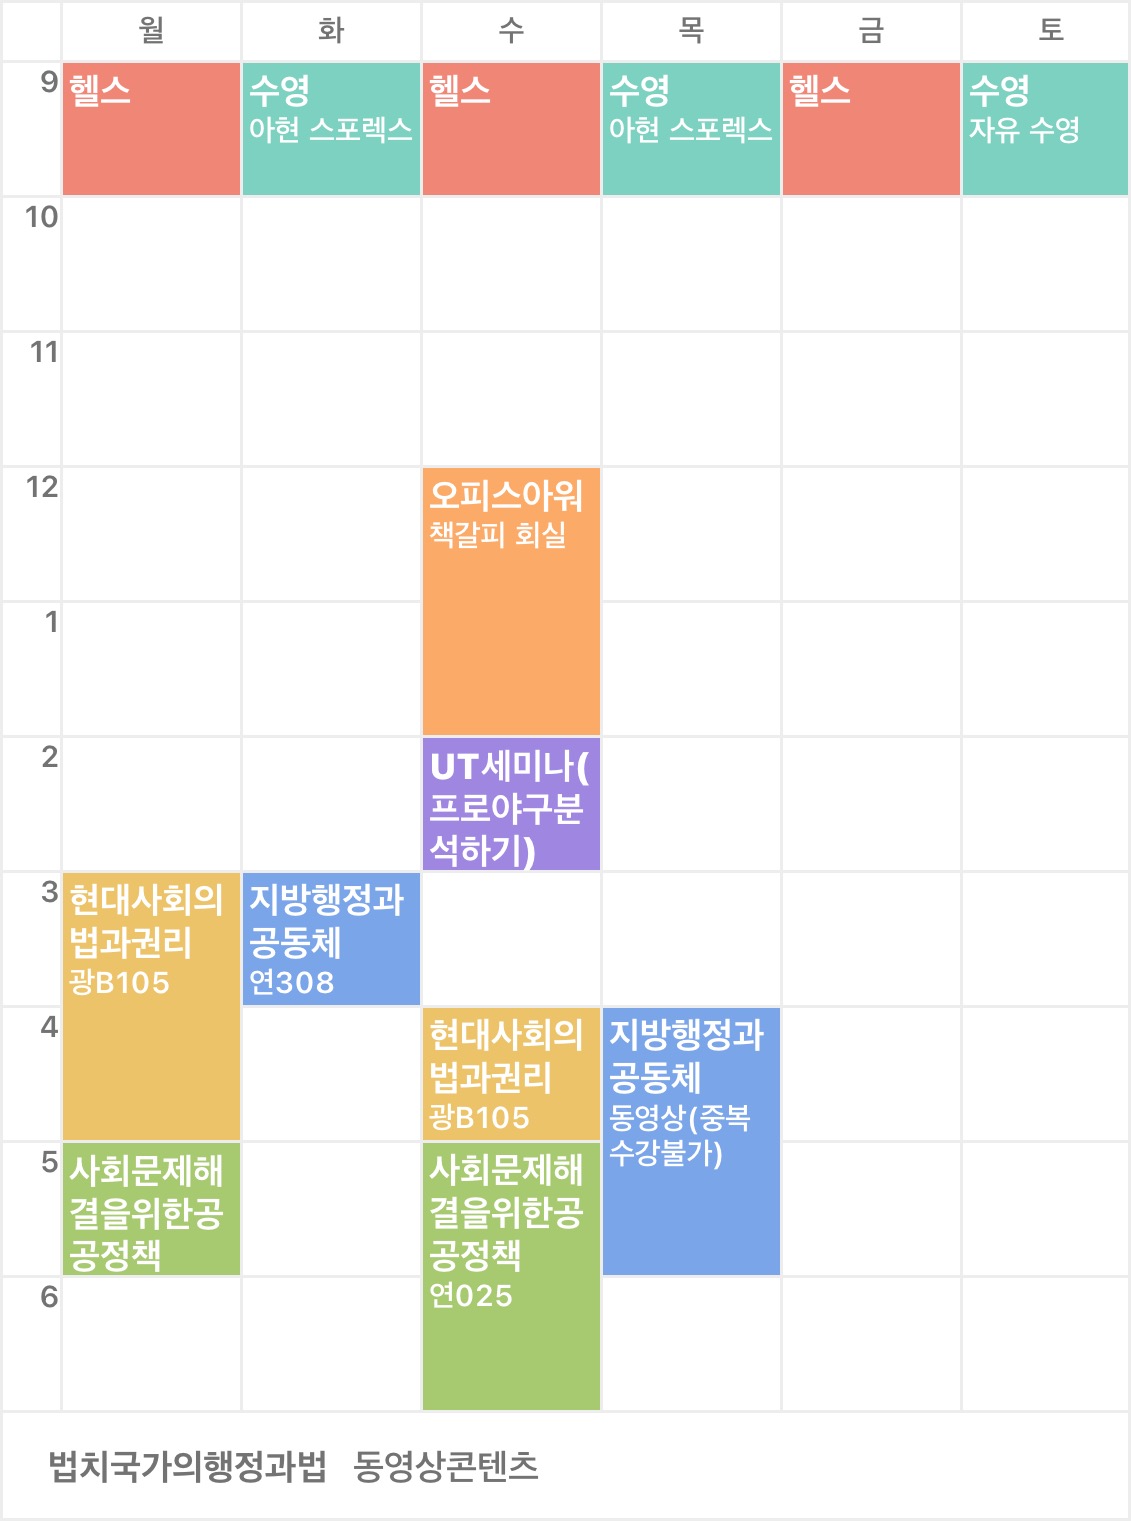 월 화 수 목 금 토
9
헬스
수영
아현 스포렉스
헬스
수영
아현 스포렉스
헬스
수영
자유 수영
10
11
12
오피스아워
책갈피 회실
1
2
UT세미나(
프로야구분
석하기)
3
현대사회의
법과권리
광B105
지방행정과
공동체
연308
4
현대사회의
법과권리
광B105
지방행정과
공동체
동영상(중복
수강불가)
5
사회문제해
결을위한공
공정책
사회문제해
결을위한공
공정책
연025
6
법치국가의행정과법 동영상콘텐츠